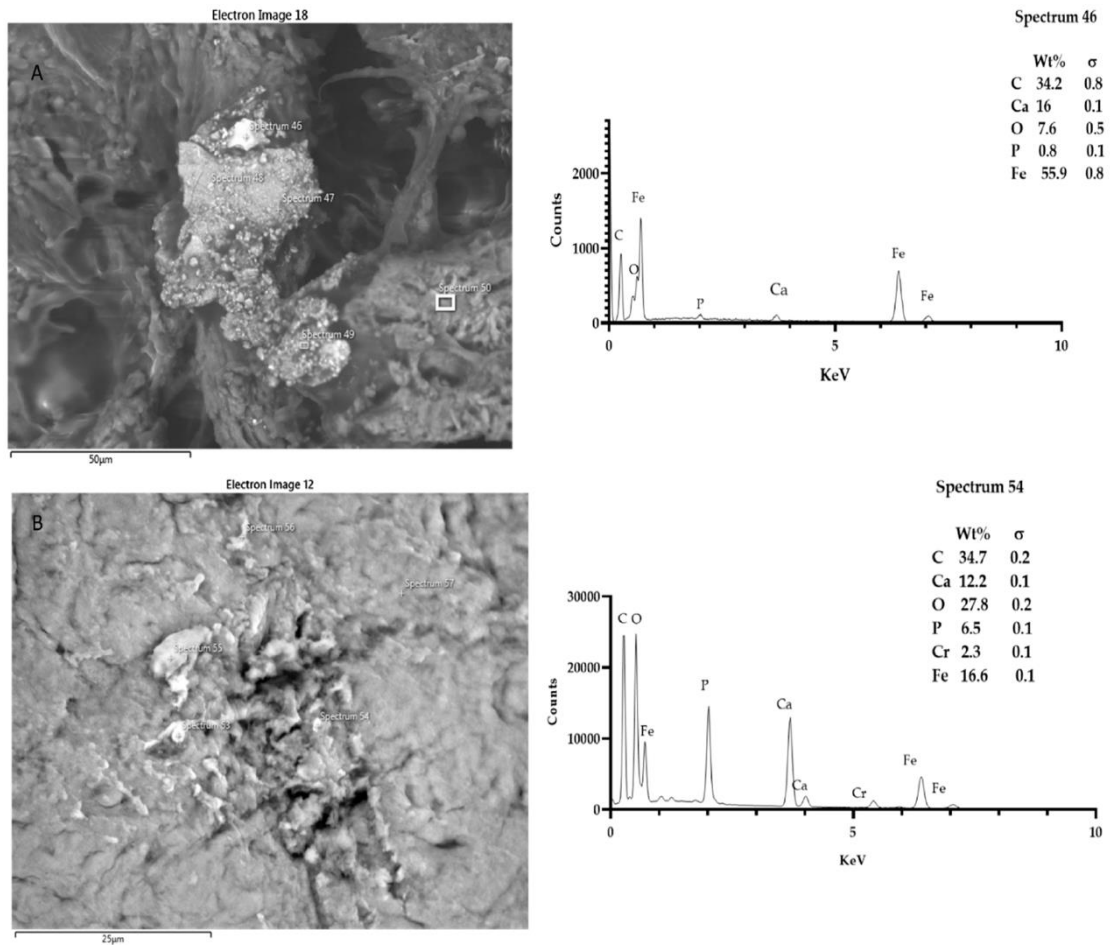 Electron Image 18
A
Spectrum 46
Spectrum 48
Spectrum 47
Spectrum 50
Spectrum 49
50µm
Spectrum 46
Wt% σ
C 34.2 0.8
Ca 16 0.1
O 7.6 0.5
P 0.8 0.1
Fe 55.9 0.8
Counts
2000
1000
0
C
O
Fe
P
Ca
Fe
Fe
0 5 10
KeV
Electron Image 12
B
Spectrum 56
Spectrum 57
Spectrum 55
Spectrum 54
Spectrum 53
25µm
Spectrum 54
Wt% σ
C 34.7 0.2
Ca 12.2 0.1
O 27.8 0.2
P 6.5 0.1
Cr 2.3 0.1
Fe 16.6 0.1
Counts
30000
20000
10000
0
C O
Fe
P
Ca
Ca
Cr
Fe
Fe
0 5 10
KeV